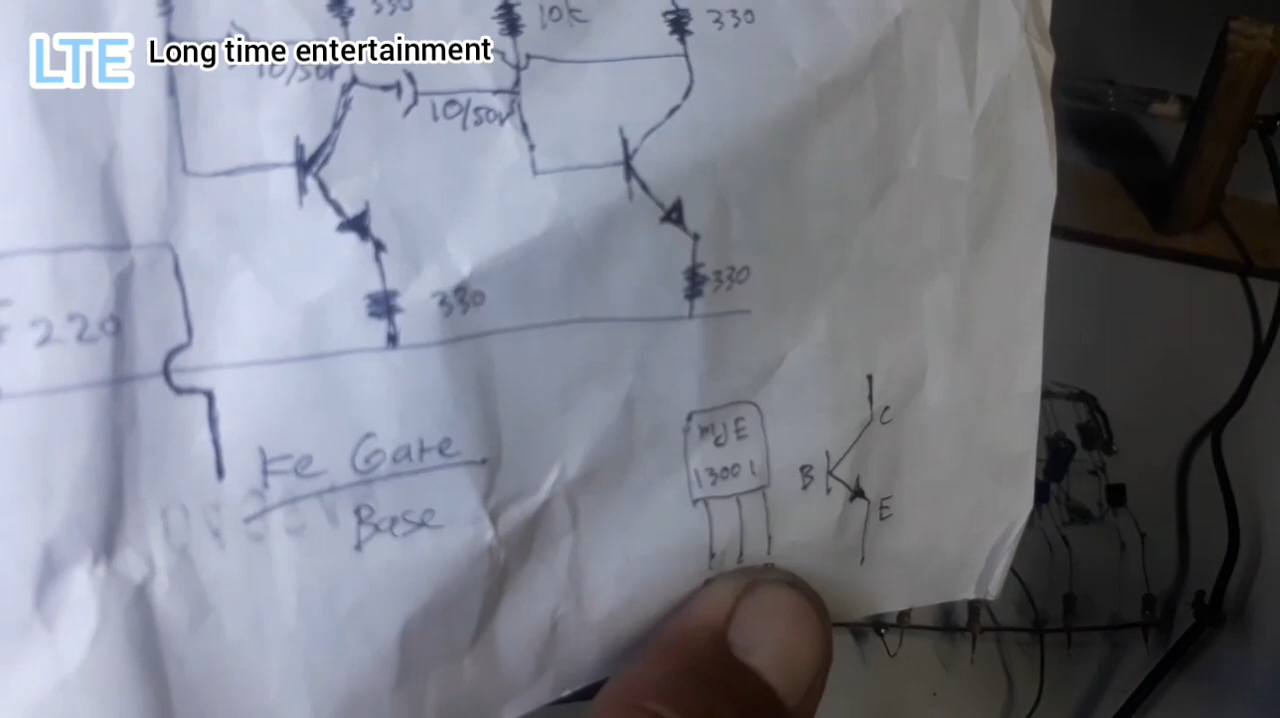 330
10k
330
LTE Long time entertainment
10/50v
10/50v
330
330
220
MJE
13001
C
B
E
Ke Gate
Base